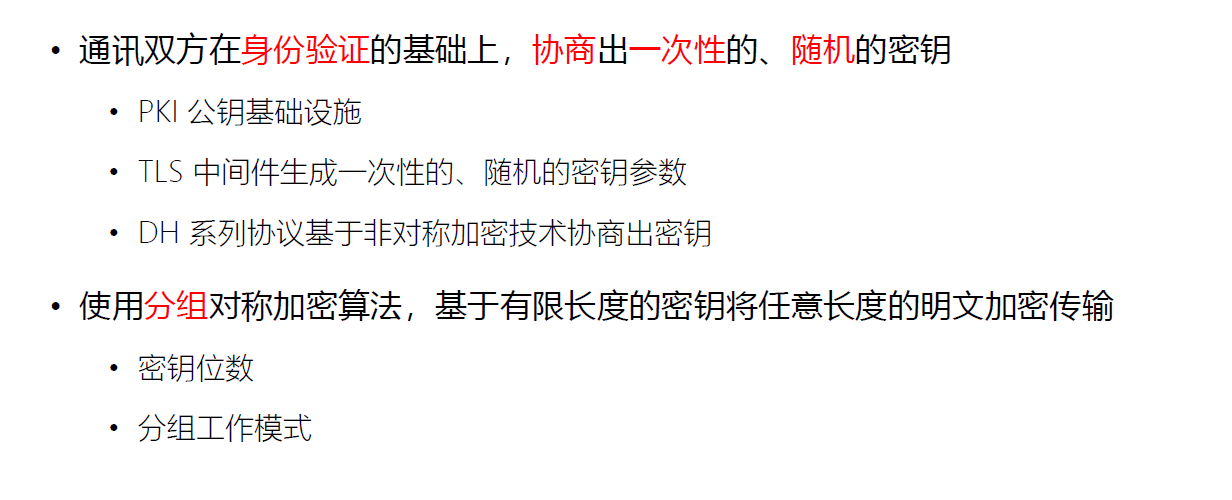 • 通讯双方在身份验证的基础上，协商出一次性的、随机的密钥
• PKI 公钥基础设施
• TLS 中间件生成一次性的、随机的密钥参数
• DH 系列协议基于非对称加密技术协商出密钥
• 使用分组对称加密算法，基于有限长度的密钥将任意长度的明文加密传输
• 密钥位数
• 分组工作模式